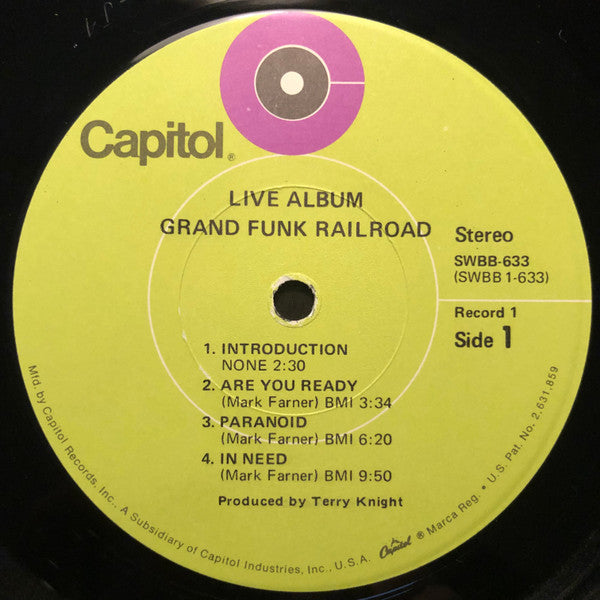 Capitol®
LIVE ALBUM
GRAND FUNK RAILROAD
Stereo
SWBB-633
(SWBB 1-633)
Record 1
Side 1
1. INTRODUCTION
NONE 2:30
2. ARE YOU READY
(Mark Farner) BMI 3:34
3. PARANOID
(Mark Farner) BMI 6:20
4. IN NEED
(Mark Farner) BMI 9:50
Produced by Terry Knight
Mfd. by Capitol Records, Inc., A Subsidiary of Capitol Industries, Inc., U.S.A. Capitol ® Marca Reg. • U.S. Pat. No. 2,631,859